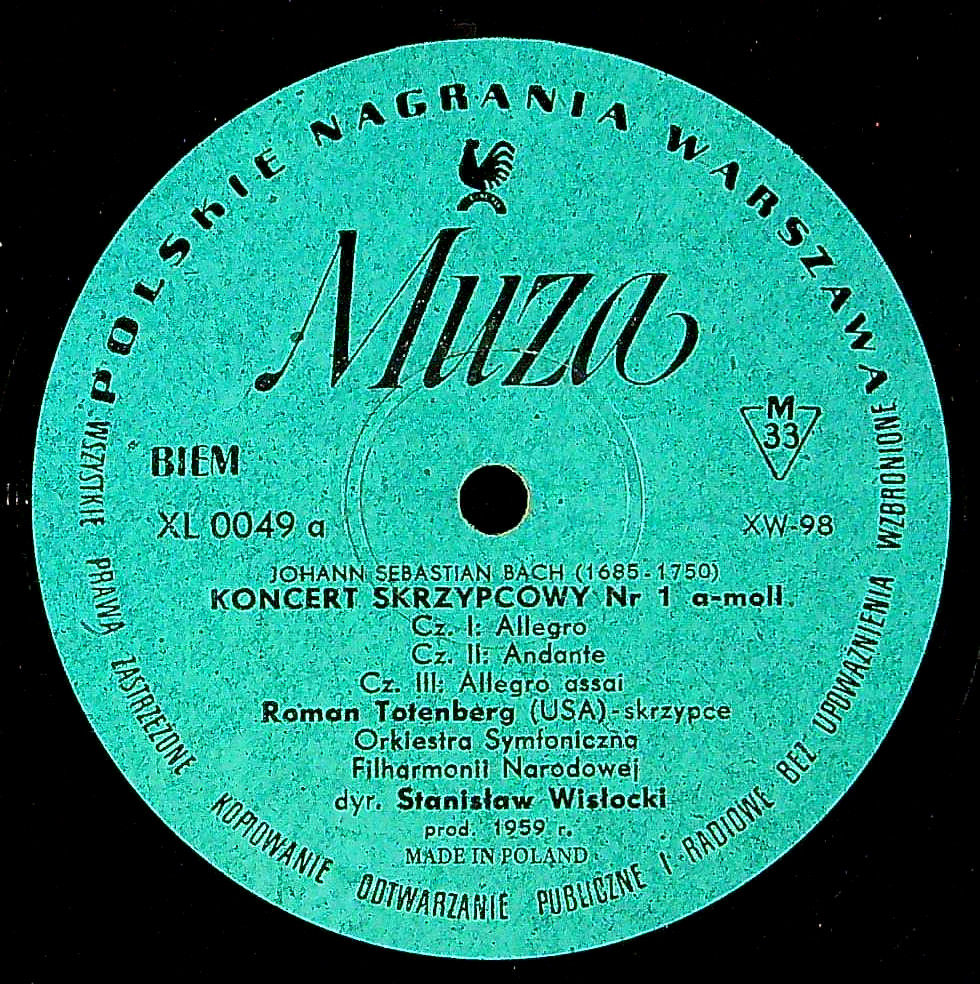 POLSKIE NAGRANIA WARSZAWA
Muza
M
33
BIEM
XL 0049 a
XW-98
JOHANN SEBASTIAN BACH (1685-1750)
KONCERT SKRZYPCOWY Nr 1 a-moll.
Cz. I: Allegro
Cz. II: Andante
Cz. III: Allegro assai
Roman Totenberg (USA)-skrzypce
Orkiestra Symfoniczna
Filharmonii Narodowej
dyr. Stanisław Wisłocki
prod. 1959 r.
MADE IN POLAND
WSZYSTKIE PRAWA ZASTRZEŻONE KOPIOWANIE ODTWARZANIE PUBLICZNE I RADIOWE BEZ UPOWAŻNIENIA WZBRONIONE